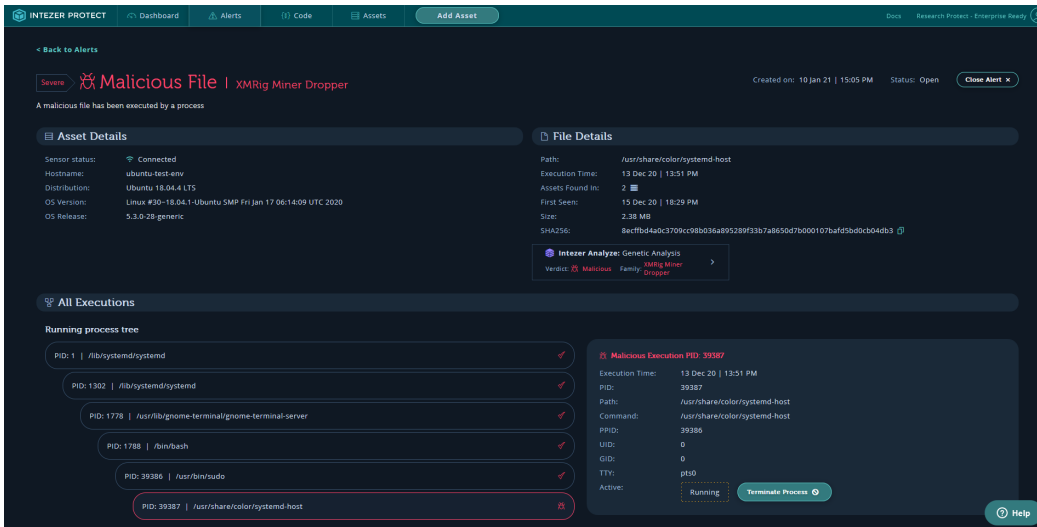 INTEZER PROTECT Dashboard Alerts Code Assets Add Asset Docs Research Protect - Enterprise Ready
< Back to Alerts
Severe Malicious File | XMRig Miner Dropper Created on: 10 Jan 21 | 15:05 PM Status: Open Close Alert ×
A malicious file has been executed by a process
Asset Details
Sensor status: Connected
Hostname: ubuntu-test-env
Distribution: Ubuntu 18.04.4 LTS
OS Version: Linux #30~18.04.1-Ubuntu SMP Fri Jan 17 06:14:09 UTC 2020
OS Release: 5.3.0-28-generic
File Details
Path: /usr/share/color/systemd-host
Execution Time: 13 Dec 20 | 13:51 PM
Assets Found In: 2
First Seen: 15 Dec 20 | 18:29 PM
Size: 2.38 MB
SHA256: 8ecffbd4a0c3709cc98b036a895289f33b7a8650d7b000107bafd5bd0cb04db3
Intezer Analyze: Genetic Analysis
Verdict: Malicious Family: XMRig Miner
Dropper
All Executions
Running process tree
PID: 1 | /lib/systemd/systemd
PID: 1302 | /lib/systemd/systemd
PID: 1778 | /usr/lib/gnome-terminal/gnome-terminal-server
PID: 1788 | /bin/bash
PID: 39386 | /usr/bin/sudo
PID: 39387 | /usr/share/color/systemd-host
Malicious Execution PID: 39387
Execution Time: 13 Dec 20 | 13:51 PM
PID: 39387
Path: /usr/share/color/systemd-host
Command: /usr/share/color/systemd-host
PPID: 39386
UID: 0
GID: 0
TTY: pts0
Active: Running Terminate Process
Help